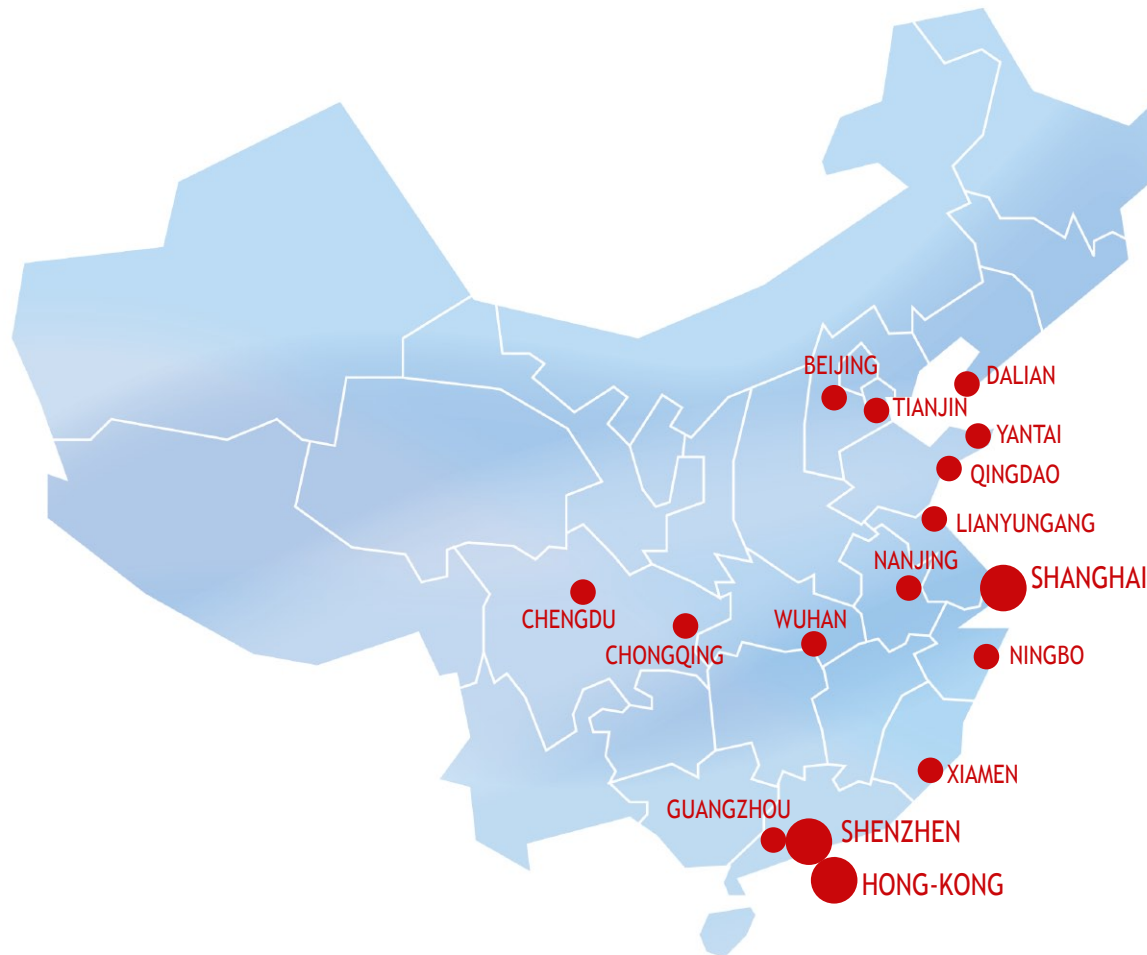 BEIJING
DALIAN
TIANJIN
YANTAI
QINGDAO
LIANYUNGANG
NANJING
SHANGHAI
CHENGDU
WUHAN
CHONGQING
NINGBO
XIAMEN
GUANGZHOU
SHENZHEN
HONG-KONG